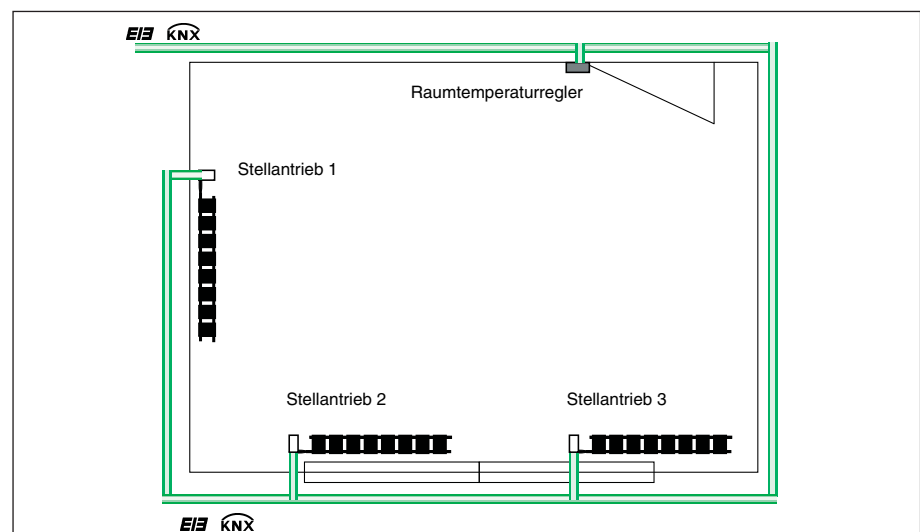 EIB KNX
Raumtemperaturregler
Stellantrieb 1
Stellantrieb 2
Stellantrieb 3
EIB KNX